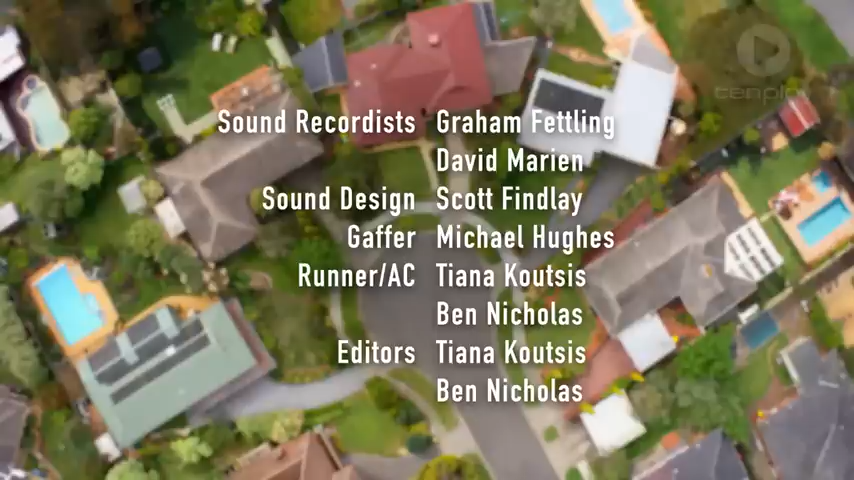 tenplay
Sound Recordists Graham Fettling
David Marien
Sound Design Scott Findlay
Gaffer Michael Hughes
Runner/AC Tiana Koutsis
Ben Nicholas
Editors Tiana Koutsis
Ben Nicholas